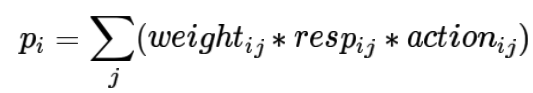 p_i = \sum_j (weight_{ij} * resp_{ij} * action_{ij})